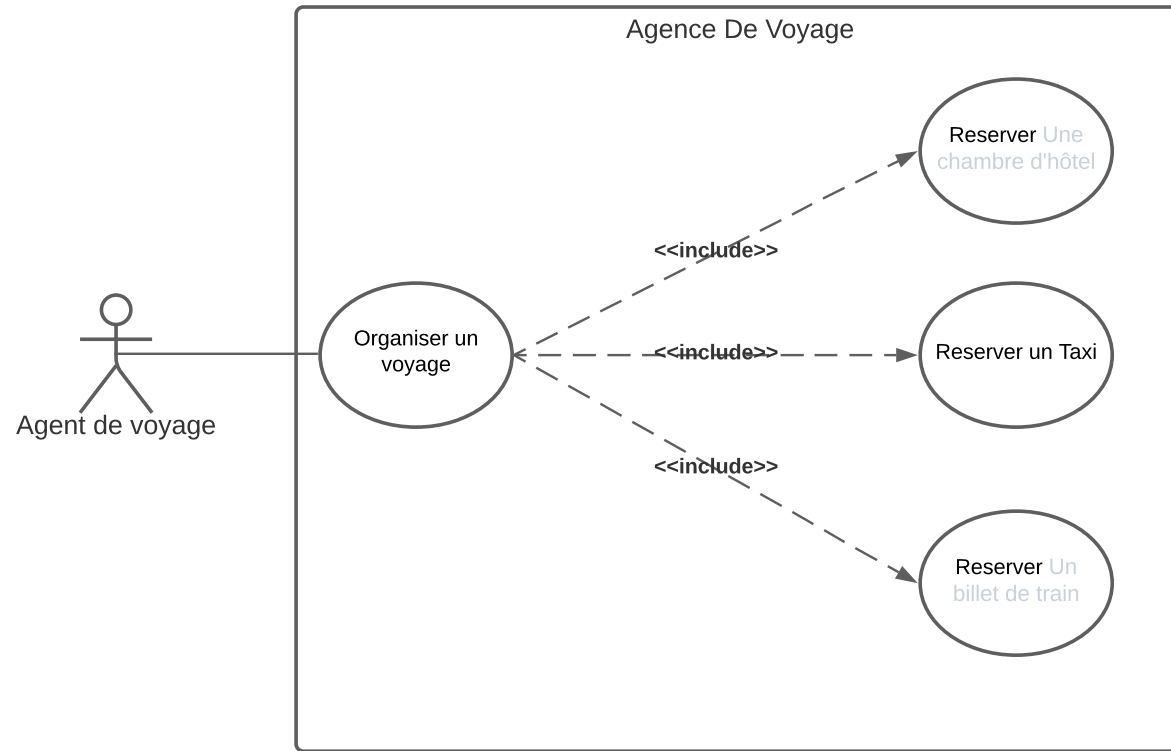 Agence De Voyage
Reserver Une
chambre d'hôtel
<<include>>
Organiser un
voyage
<<include>>
Reserver un Taxi
Agent de voyage
<<include>>
Reserver Un
billet de train